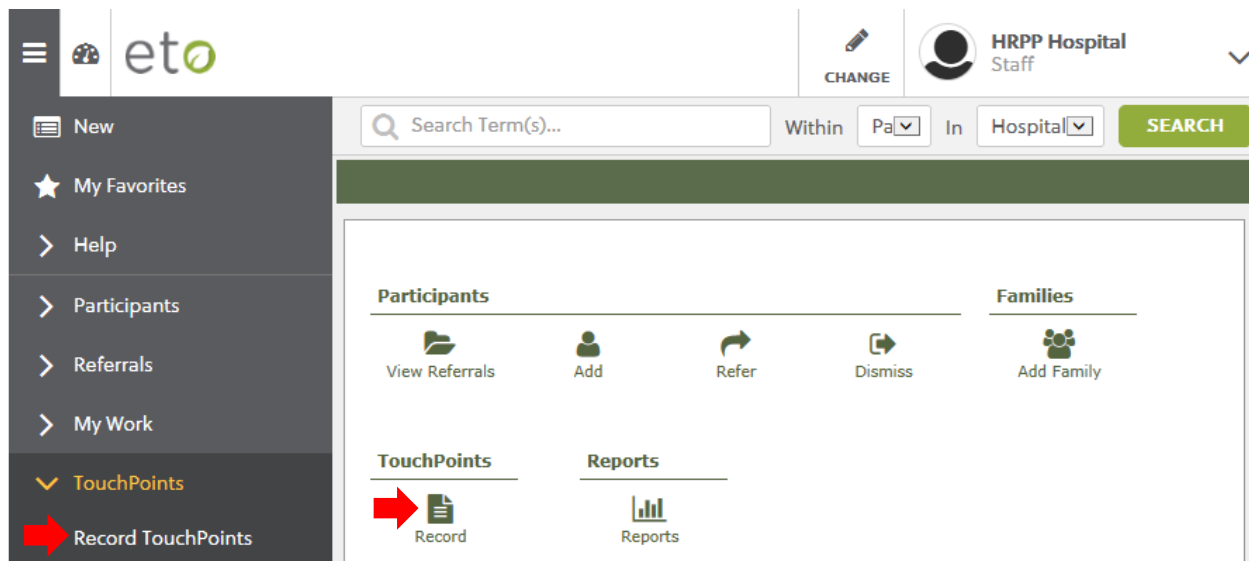 eto
CHANGE
HRPP Hospital
Staff
New
My Favorites
Help
Participants
Referrals
My Work
TouchPoints
Record TouchPoints
Search Term(s)... Within Pa In Hospital SEARCH
Participants Families
View Referrals Add Refer Dismiss Add Family
TouchPoints Reports
Record Reports